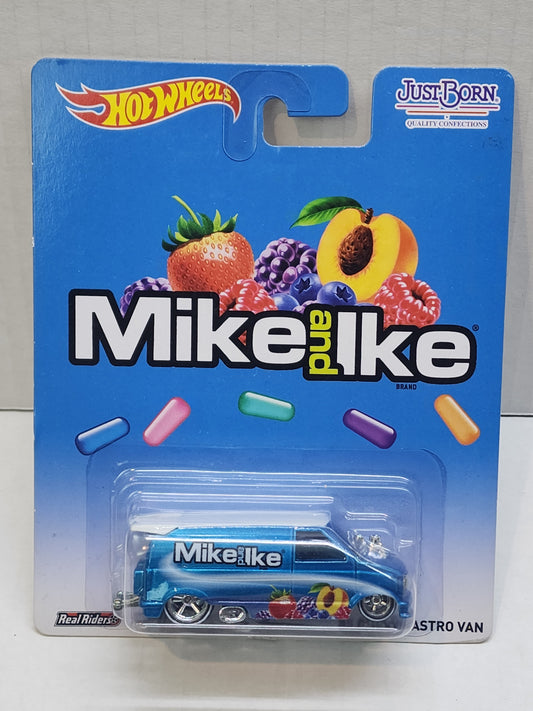 HOT WHEELS
JUST BORN®
QUALITY CONFECTIONS
Mike and Ike®
BRAND
Mike and Ike
Real Riders
ASTRO VAN